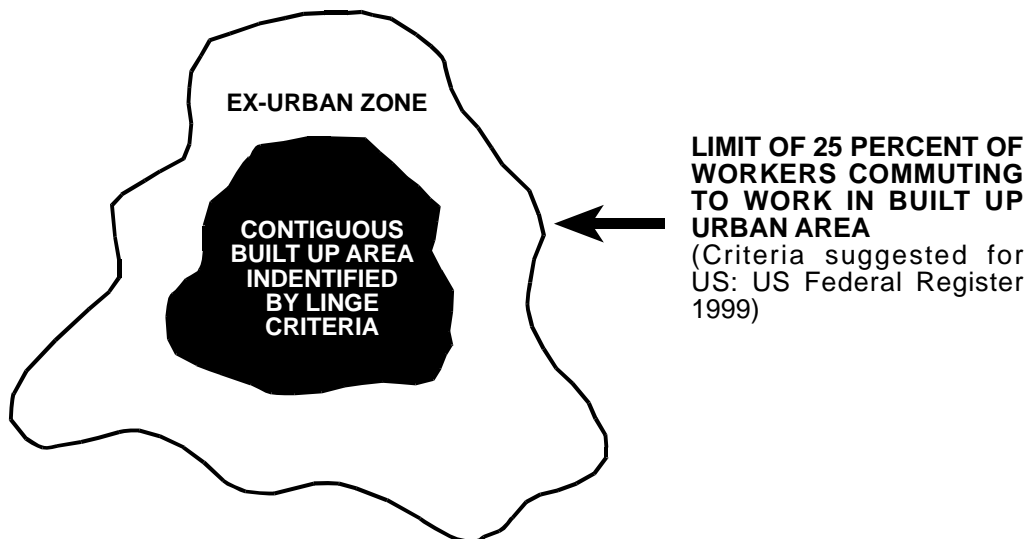 EX-URBAN ZONE
CONTIGUOUS
BUILT UP AREA
INDENTIFIED
BY LINGE
CRITERIA
LIMIT OF 25 PERCENT OF
WORKERS COMMUTING
TO WORK IN BUILT UP
URBAN AREA
(Criteria suggested for
US: US Federal Register
1999)